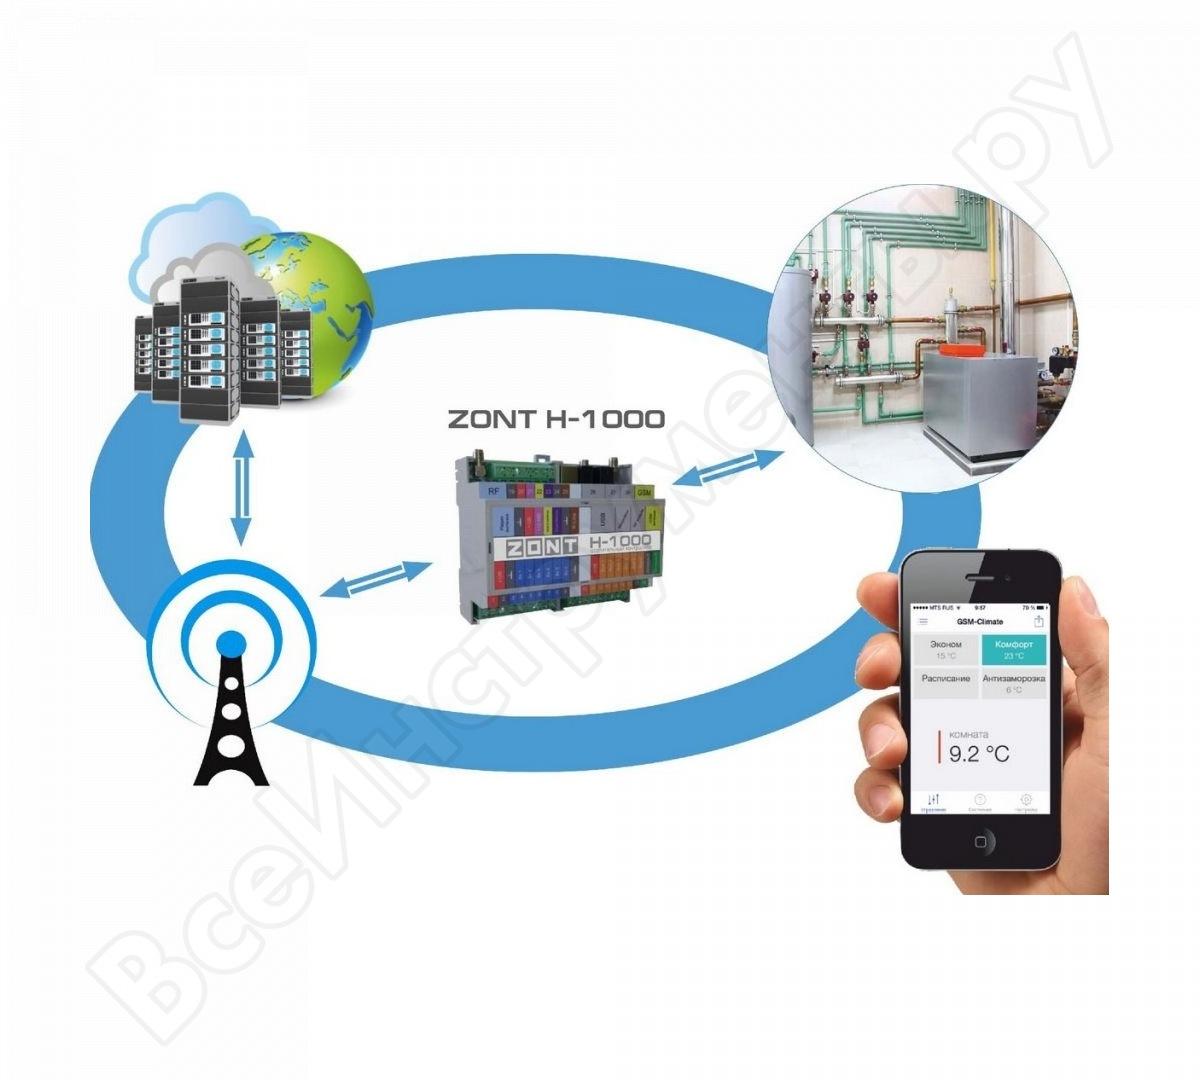 ZONT H-1000
RF
GSM
USB
ZONT H-1000
MTS RUS 9:57 79 %
GSM-Climate
Эконом
15 °C
Комфорт
23 °C
Расписание
Антизаморозка
6 °C
комната
9.2 °C
ВсеИнструменты.ру